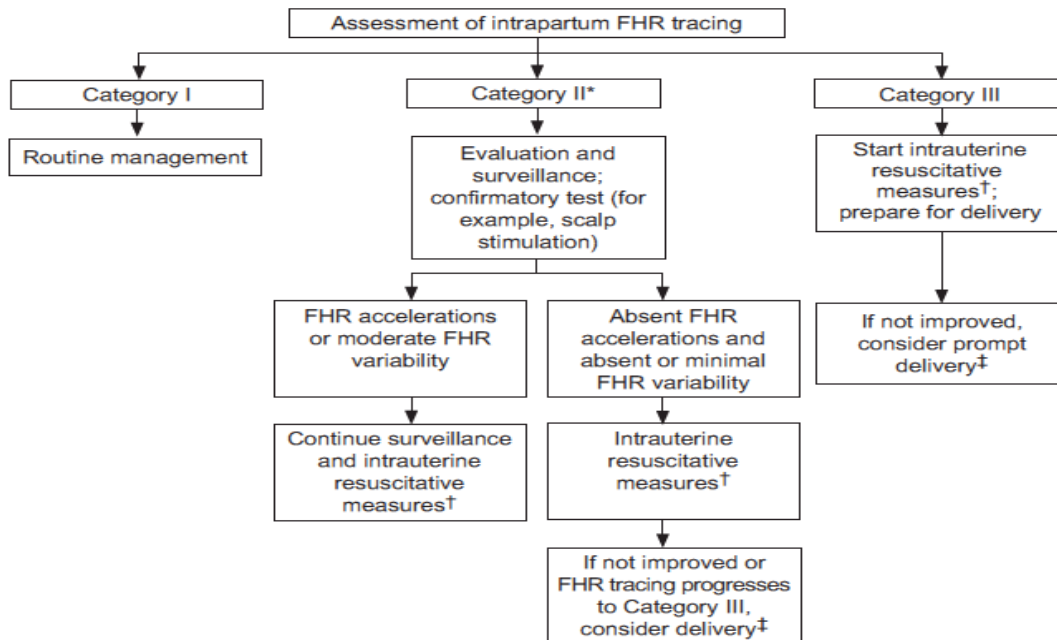 Assessment of intrapartum FHR tracing
Category I
Category II*
Category III
Routine management
Evaluation and
surveillance;
confirmatory test (for
example, scalp
stimulation)
Start intrauterine
resuscitative
measures†;
prepare for delivery
FHR accelerations
or moderate FHR
variability
Absent FHR
accelerations and
absent or minimal
FHR variability
If not improved,
consider prompt
delivery‡
Continue surveillance
and intrauterine
resuscitative
measures†
Intrauterine
resuscitative
measures†
If not improved or
FHR tracing progresses
to Category III,
consider delivery‡